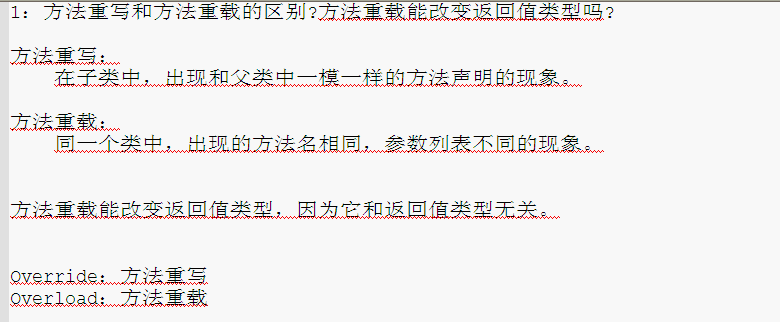 1：方法重写和方法重载的区别?方法重载能改变返回值类型吗?
方法重写：
在子类中，出现和父类中一模一样的方法声明的现象。
方法重载：
同一个类中，出现的方法名相同，参数列表不同的现象。
方法重载能改变返回值类型，因为它和返回值类型无关。
Override：方法重写
Overload：方法重载